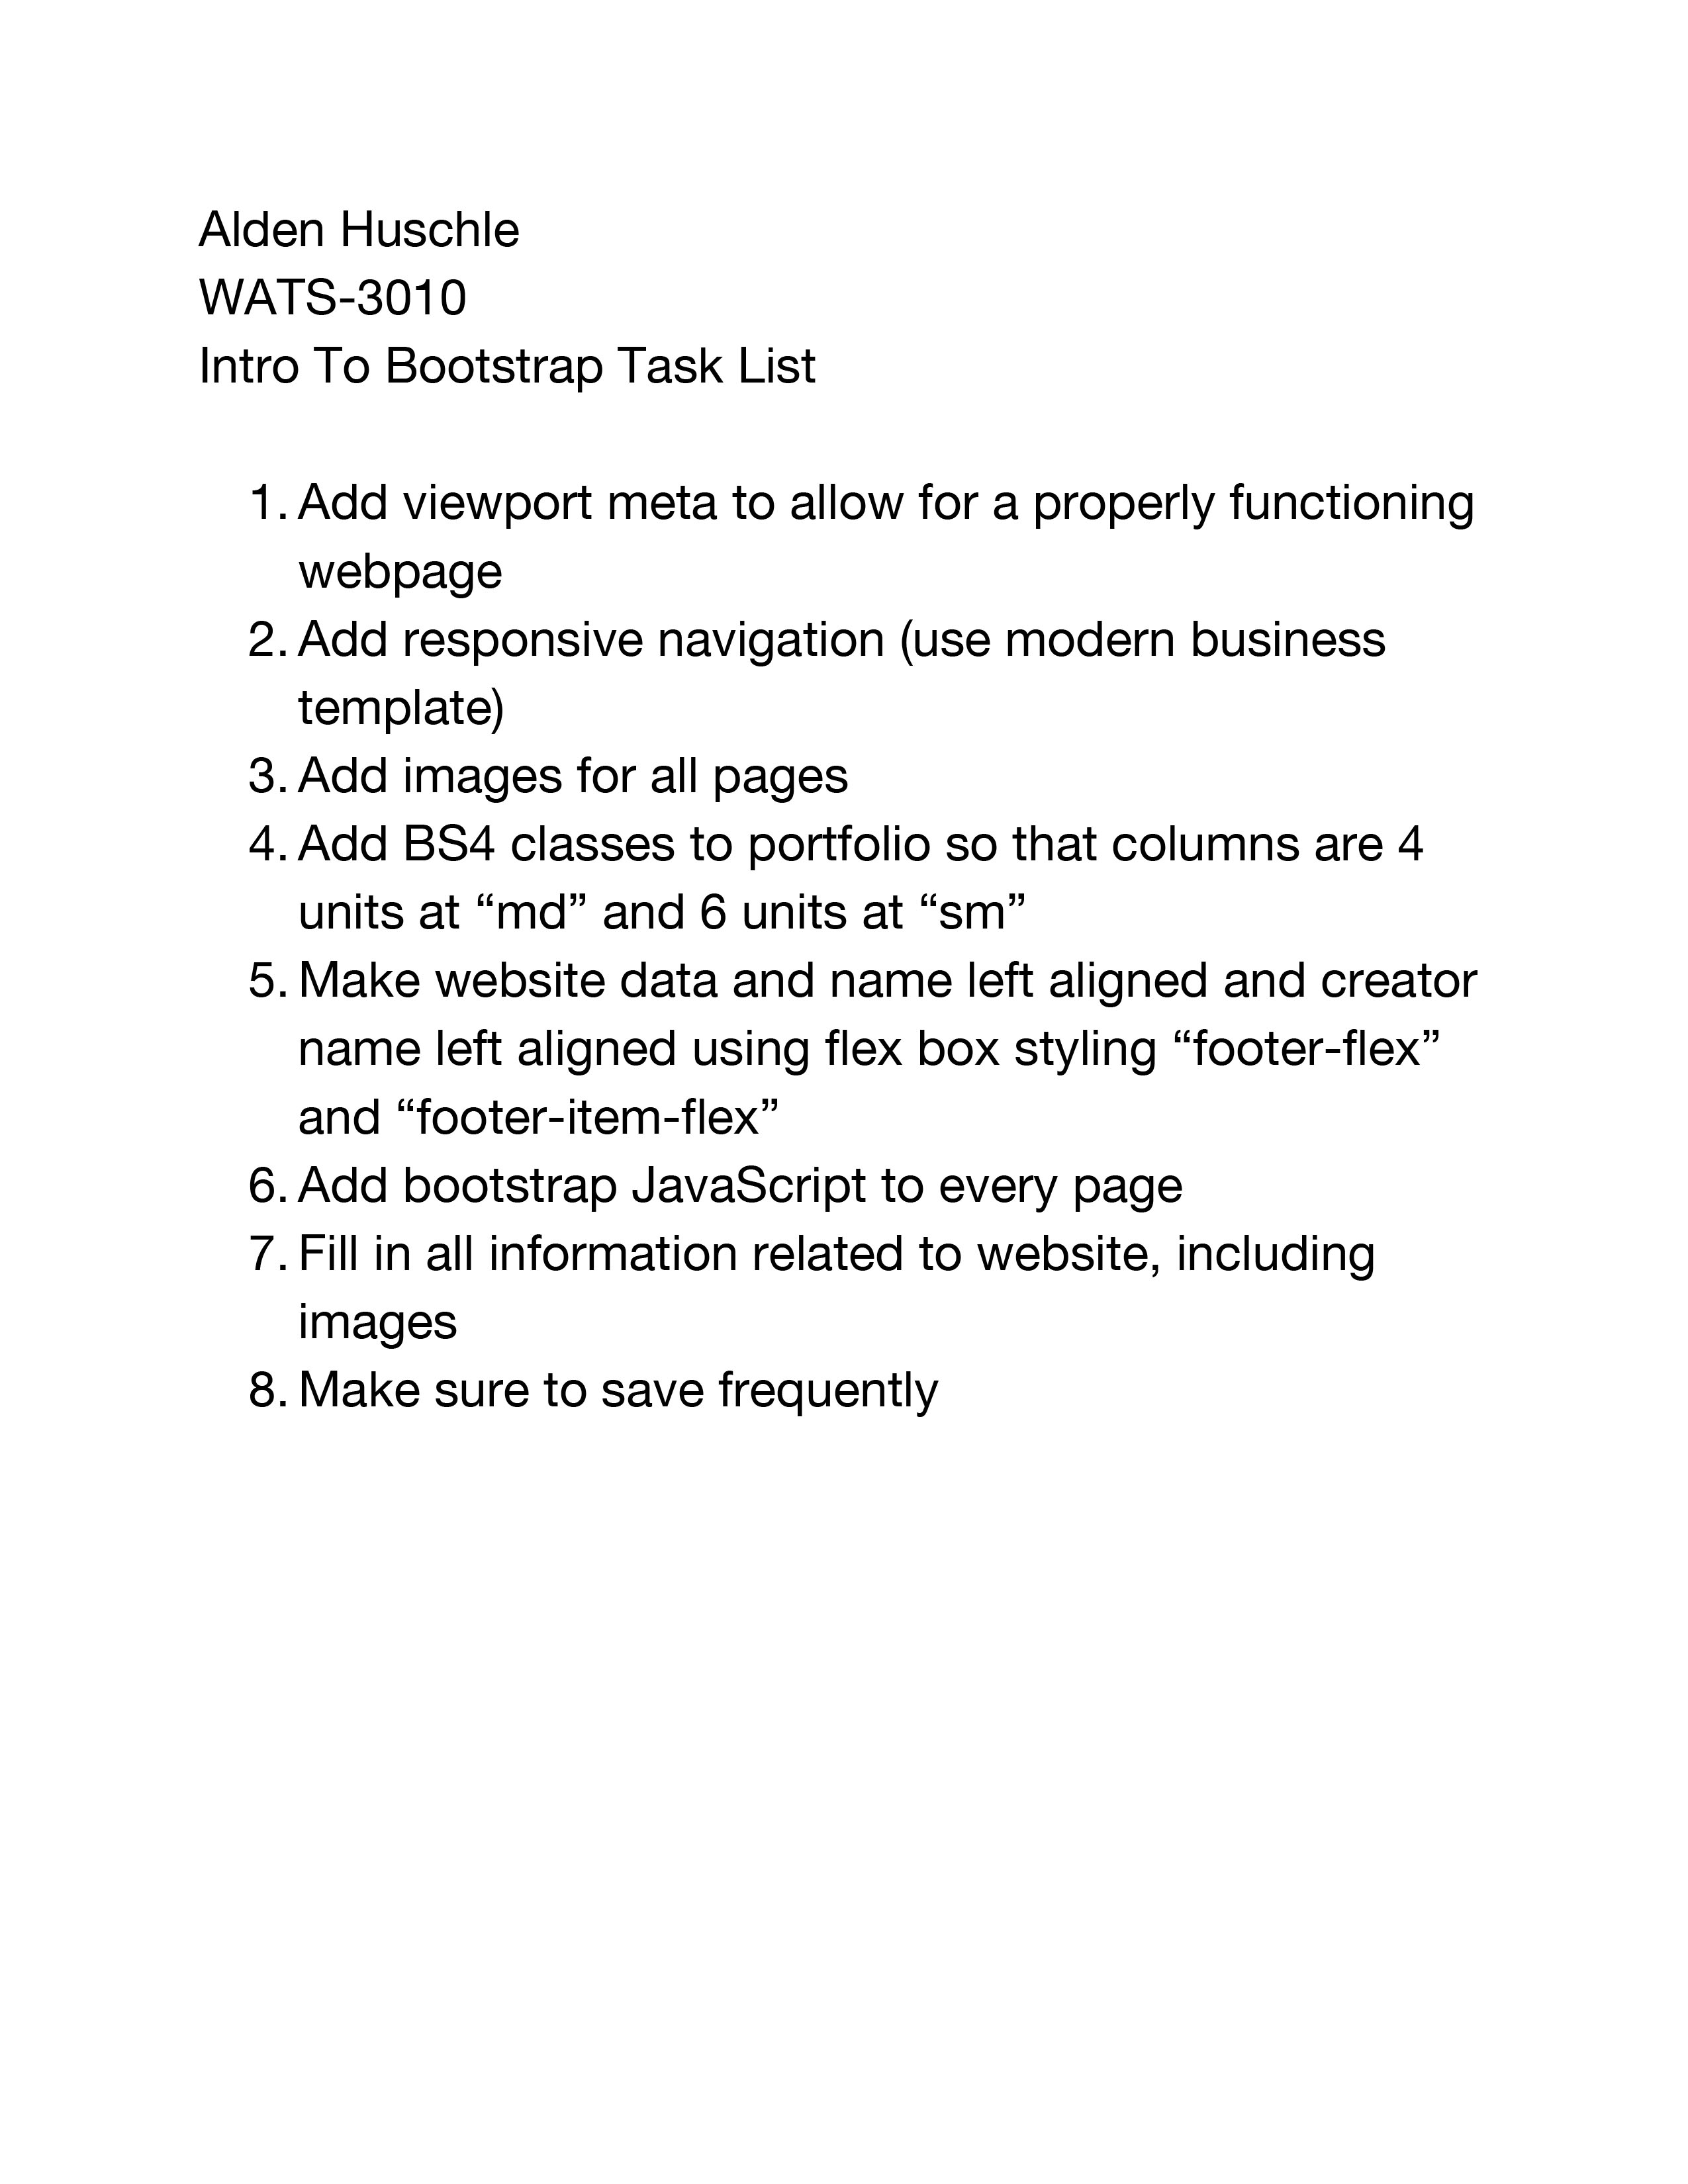 Alden Huschle
WATS-3010
Intro To Bootstrap Task List
1. Add viewport meta to allow for a properly functioning
webpage
2. Add responsive navigation (use modern business
template)
3. Add images for all pages
4. Add BS4 classes to portfolio so that columns are 4
units at “md” and 6 units at “sm”
5. Make website data and name left aligned and creator
name left aligned using flex box styling “footer-flex”
and “footer-item-flex”
6. Add bootstrap JavaScript to every page
7. Fill in all information related to website, including
images
8. Make sure to save frequently